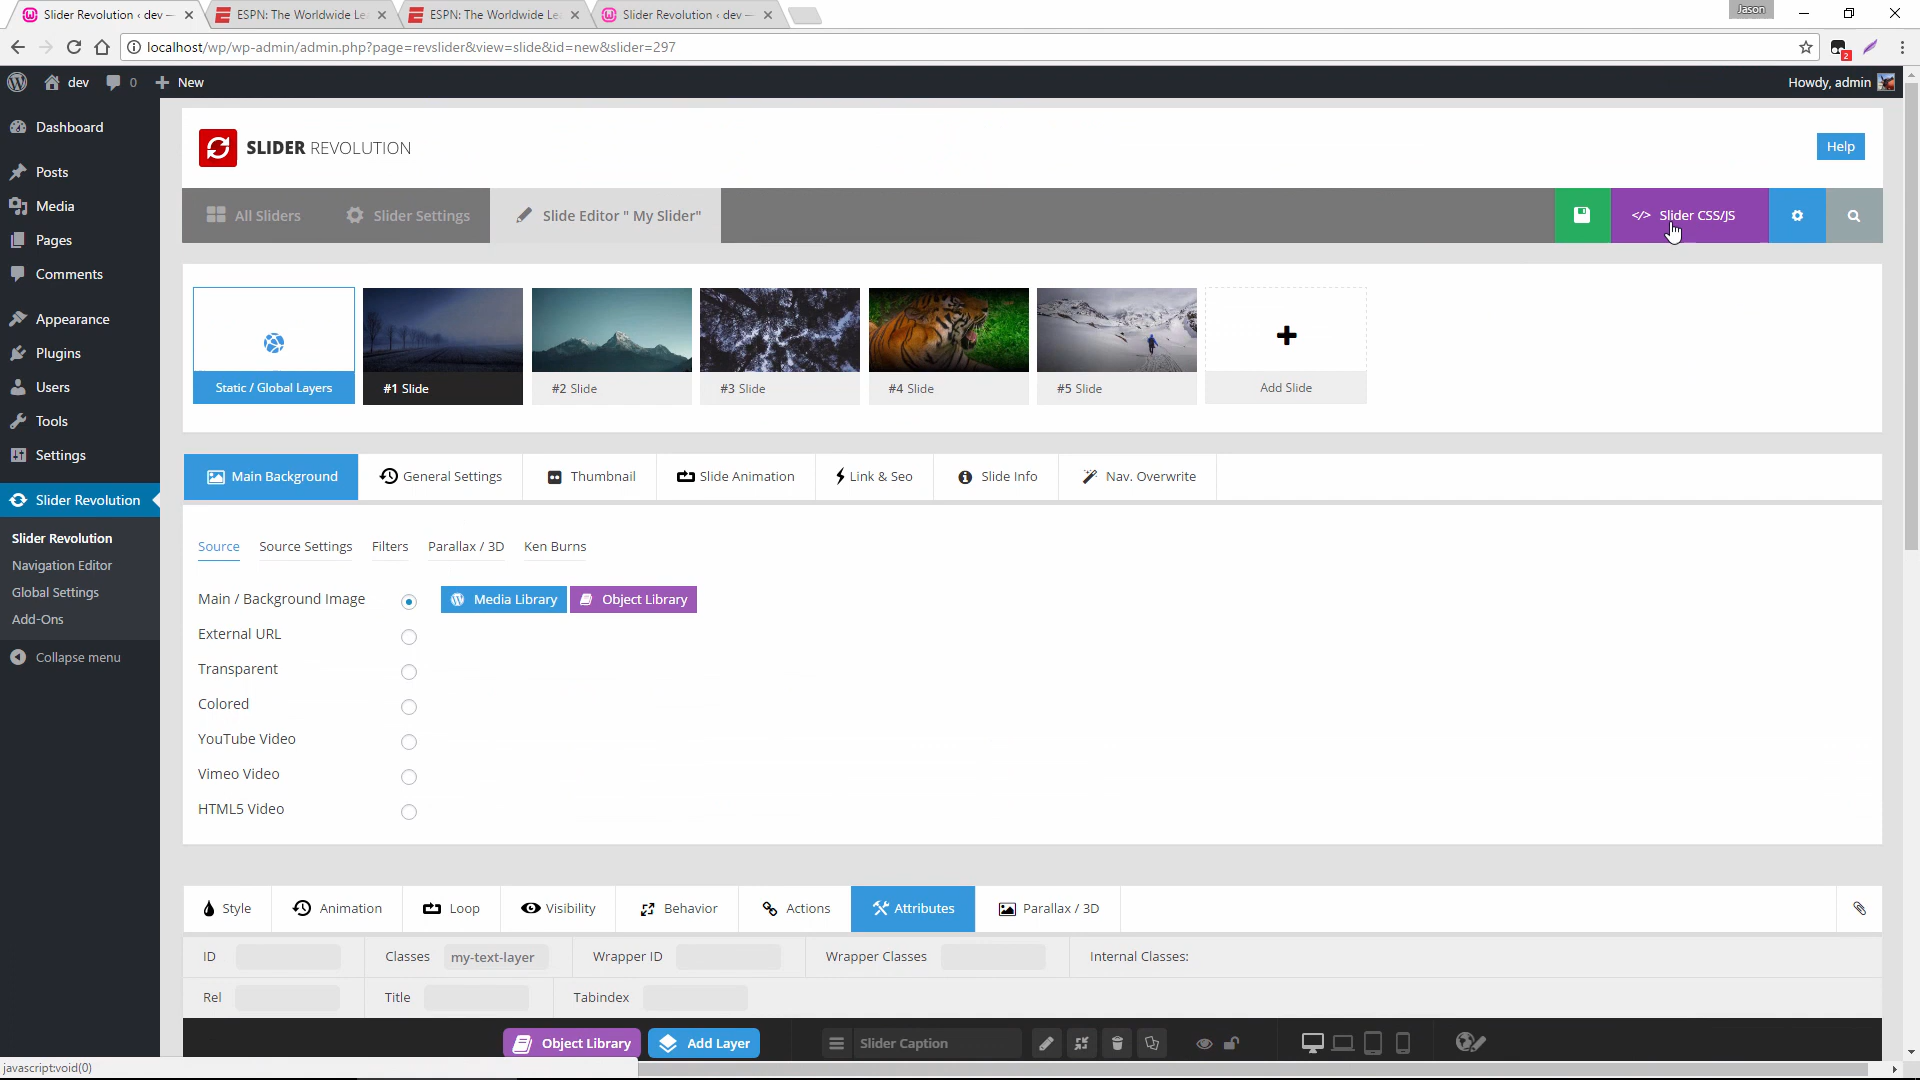 Jason
Slider Revolution ‹ dev —
ESPN: The Worldwide Le
ESPN: The Worldwide Le
Slider Revolution ‹ dev —
localhost/wp/wp-admin/admin.php?page=revslider&view=slide&id=new&slider=297
2
dev
0
New
Howdy, admin
Dashboard
Posts
Media
Pages
Comments
Appearance
Plugins
Users
Tools
Settings
Slider Revolution
Slider Revolution
Navigation Editor
Global Settings
Add-Ons
Collapse menu
SLIDER REVOLUTION
Help
All Sliders
Slider Settings
Slide Editor " My Slider"
</> Slider CSS/JS
Static / Global Layers
#1 Slide
#2 Slide
#3 Slide
#4 Slide
#5 Slide
Add Slide
Main Background
General Settings
Thumbnail
Slide Animation
Link & Seo
Slide Info
Nav. Overwrite
Source
Source Settings
Filters
Parallax / 3D
Ken Burns
Main / Background Image
Media Library
Object Library
External URL
Transparent
Colored
YouTube Video
Vimeo Video
HTML5 Video
Style
Animation
Loop
Visibility
Behavior
Actions
Attributes
Parallax / 3D
ID
Classes
my-text-layer
Wrapper ID
Wrapper Classes
Internal Classes:
Rel
Title
Tabindex
Object Library
Add Layer
Slider Caption
javascript:void(0)